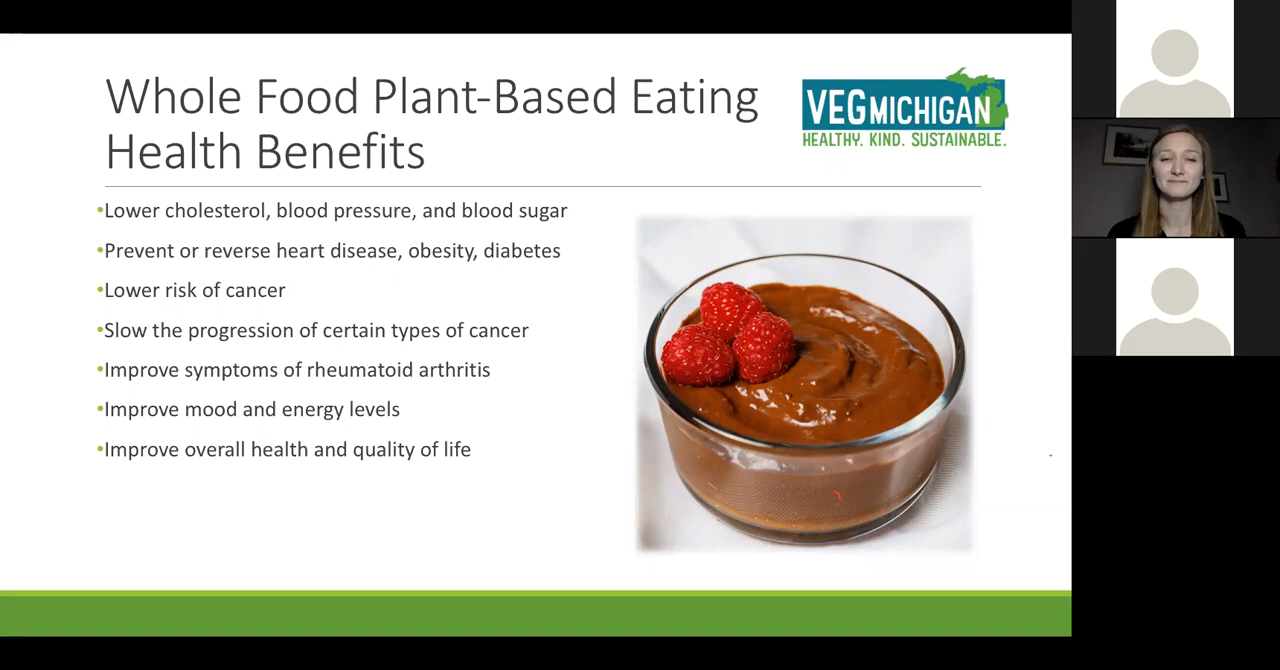 Whole Food Plant-Based Eating
Health Benefits
VEGMICHIGAN
HEALTHY. KIND. SUSTAINABLE.
•Lower cholesterol, blood pressure, and blood sugar
•Prevent or reverse heart disease, obesity, diabetes
•Lower risk of cancer
•Slow the progression of certain types of cancer
•Improve symptoms of rheumatoid arthritis
•Improve mood and energy levels
•Improve overall health and quality of life